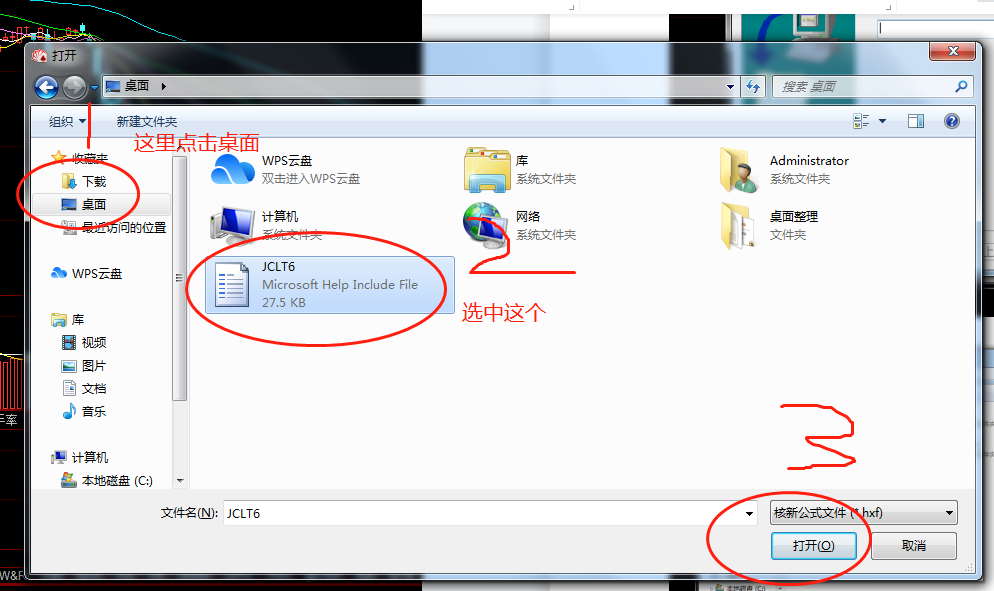 打开
桌面
搜索 桌面
组织
新建文件夹
1
这里点击桌面
收藏夹
下载
桌面
最近访问的位置
WPS云盘
库
视频
图片
文档
音乐
计算机
本地磁盘 (C:)
WPS云盘
双击进入WPS云盘
库
系统文件夹
Administrator
系统文件夹
计算机
系统文件夹
网络
系统文件夹
桌面整理
文件夹
2
JCLT6
Microsoft Help Include File
27.5 KB
选中这个
3
文件名(N):
JCLT6
核新公式文件 (*.hxf)
打开(O)
取消